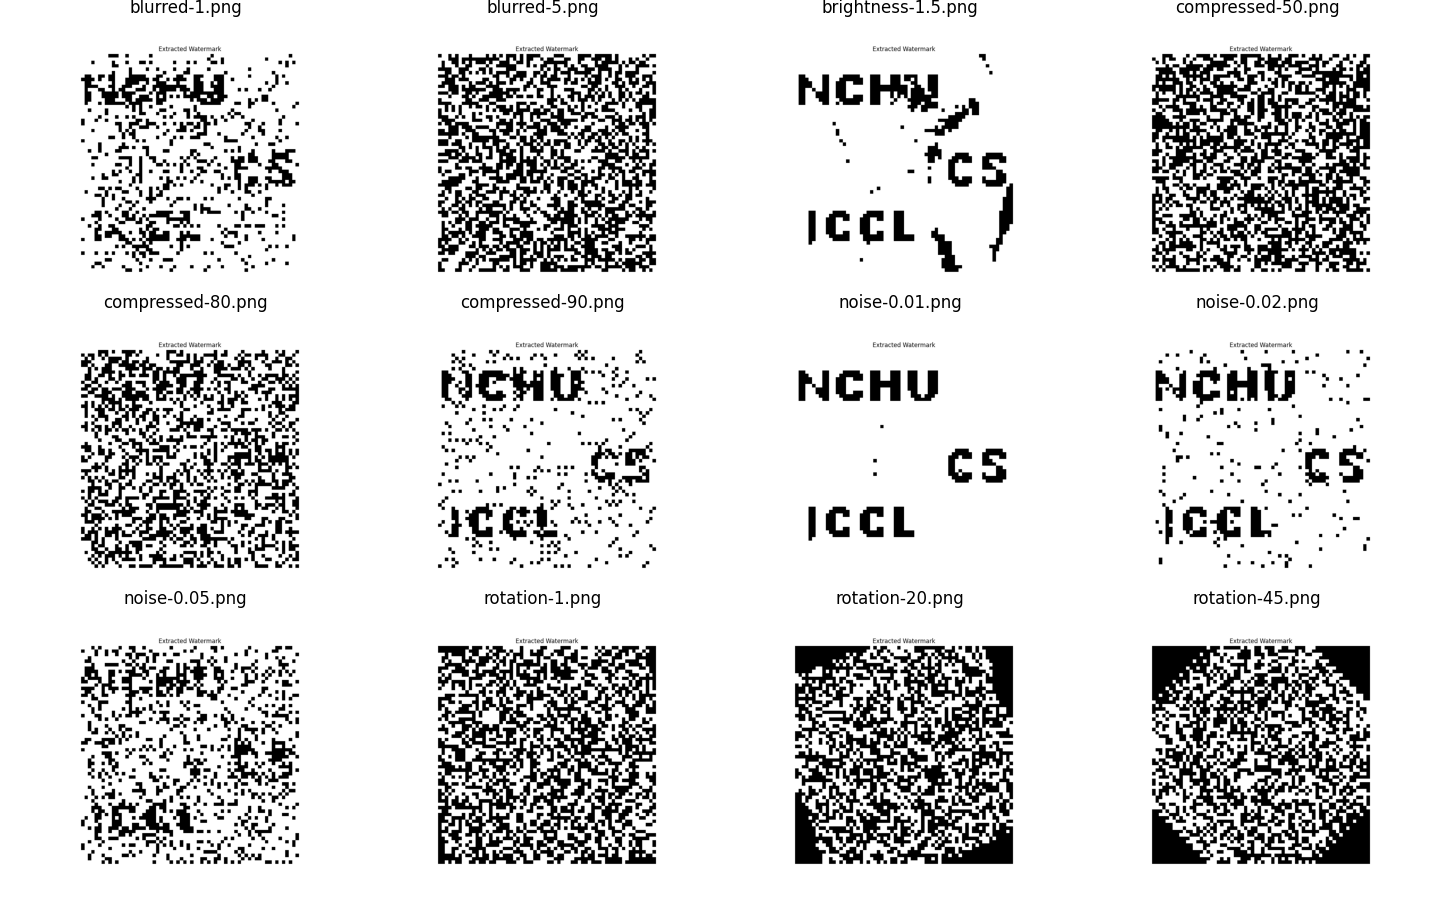 blurred-1.png blurred-5.png brightness-1.5.png compressed-50.png
Extracted Watermark Extracted Watermark Extracted Watermark Extracted Watermark
NCHU NCHU
CS CS
ICCL
compressed-80.png compressed-90.png noise-0.01.png noise-0.02.png
Extracted Watermark Extracted Watermark Extracted Watermark Extracted Watermark
NCHU NCHU NCHU
CS CS CS
ICCL ICCL ICCL
noise-0.05.png rotation-1.png rotation-20.png rotation-45.png
Extracted Watermark Extracted Watermark Extracted Watermark Extracted Watermark